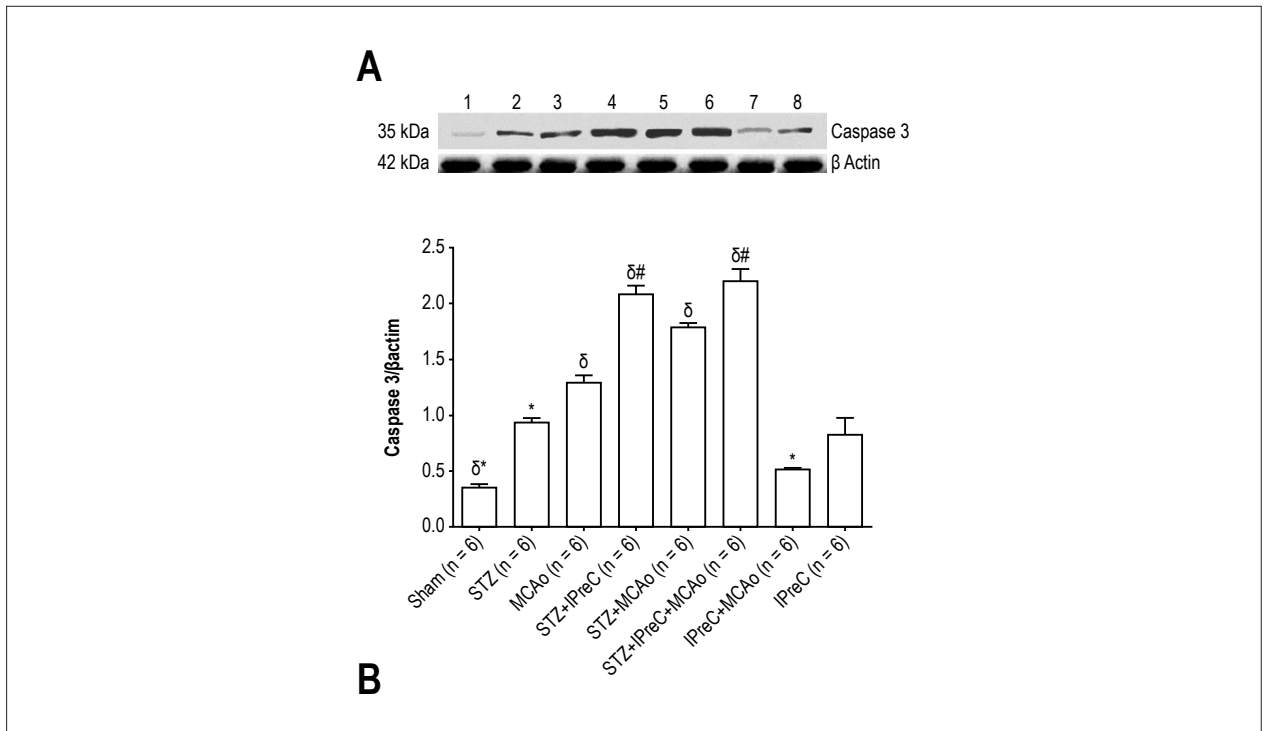 A
1 2 3 4 5 6 7 8
35 kDa Caspase 3
42 kDa β Actin
2.5
2.0
1.5
1.0
0.5
0.0
Caspase 3/βactim
δ*
*
δ
δ#
δ
δ#
*
Sham (n = 6)
STZ (n = 6)
MCAo (n = 6)
STZ+IPreC (n = 6)
STZ+MCAo (n = 6)
STZ+IPreC+MCAo (n = 6)
IPreC+MCAo (n = 6)
IPreC (n = 6)
B